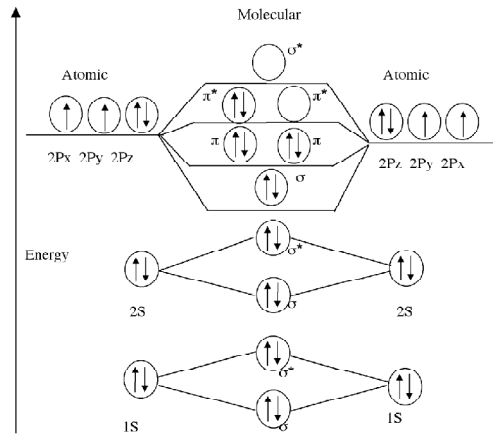 Molecular
σ*
Atomic
Atomic
π*
π*
π
π
2Px 2Py 2Pz
σ
2Pz 2Py 2Px
Energy
σ*
2S
σ
2S
σ*
1S
σ
1S